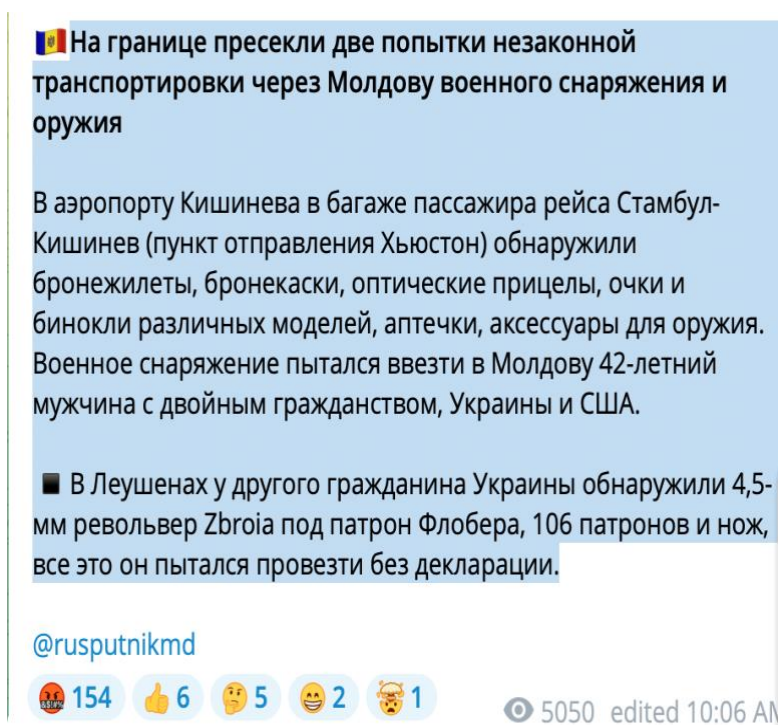 🇲🇩На границе пресекли две попытки незаконной
транспортировки через Молдову военного снаряжения и
оружия
В аэропорту Кишинева в багаже пассажира рейса Стамбул-
Кишинев (пункт отправления Хьюстон) обнаружили
бронежилеты, бронекаски, оптические прицелы, очки и
бинокли различных моделей, аптечки, аксессуары для оружия.
Военное снаряжение пытался ввезти в Молдову 42-летний
мужчина с двойным гражданством, Украины и США.
◾ В Леушенах у другого гражданина Украины обнаружили 4,5-
мм револьвер Zbroia под патрон Флобера, 106 патронов и нож,
все это он пытался провезти без декларации.
@rusputnikmd
🤬 154 👍 6 🤔 5 😁 2 🤯 1 5050 edited 10:06 AM